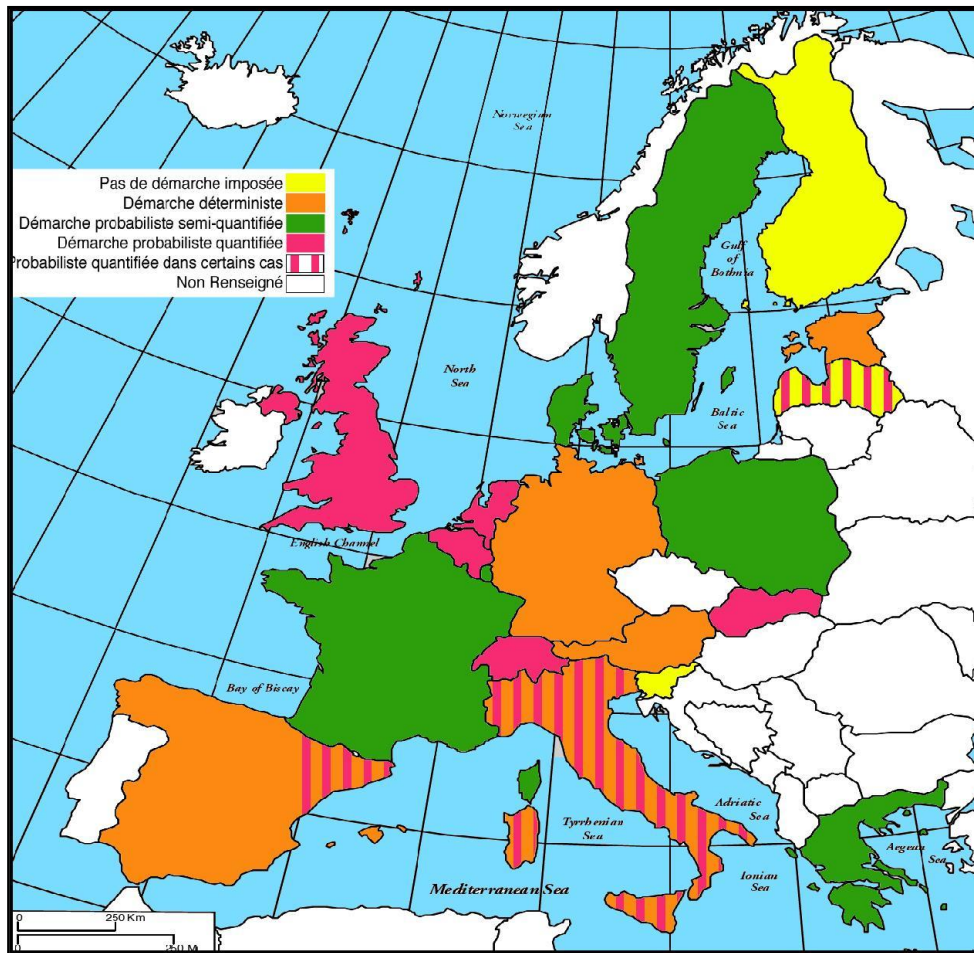 Norwegian
Sea
Pas de démarche imposée
Démarche déterministe
Démarche probabiliste semi-quantifiée
Démarche probabiliste quantifiée
Probabiliste quantifiée dans certains cas
Non Renseigné
Gulf
of
Bothnia
North
Sea
Baltic
Sea
English Channel
Bay of Biscay
Adriatic
Sea
Tyrrhenian
Sea
Aegean
Sea
Ionian
Sea
Mediterranean Sea
0 250 Km
0 250 Mi